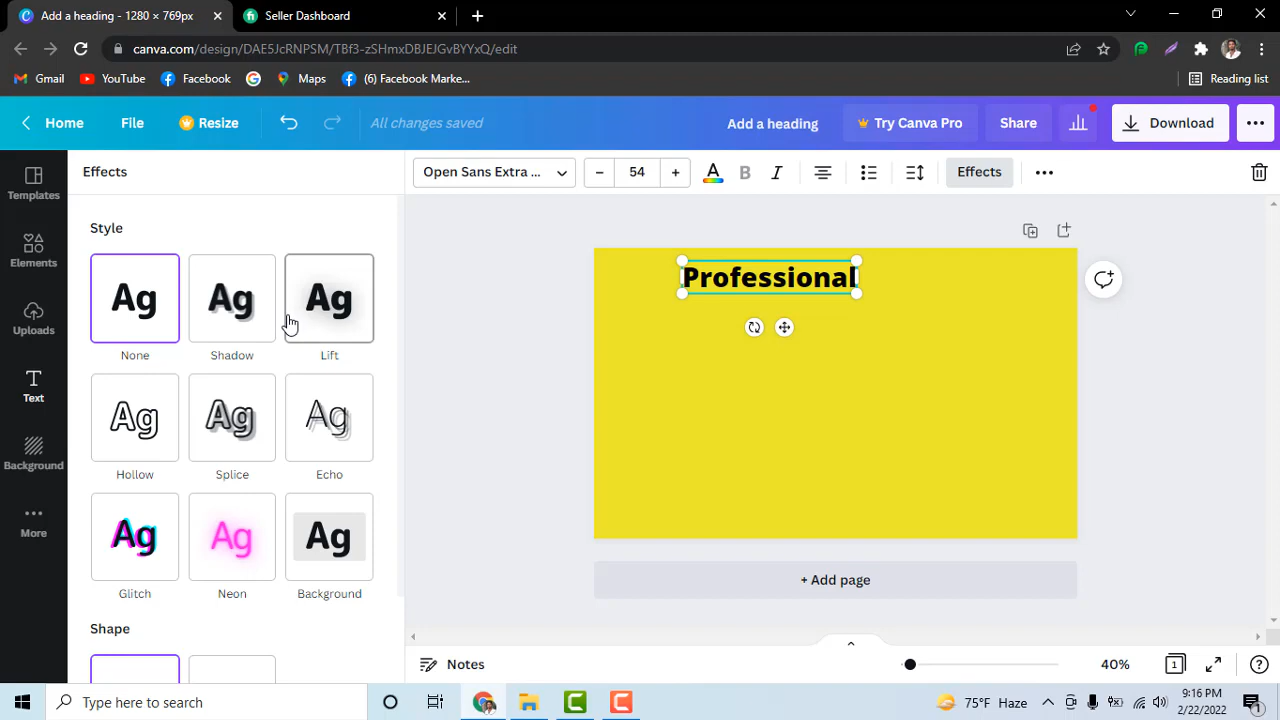 Add a heading - 1280 × 769px
Seller Dashboard
canva.com/design/DAE5JcRNPSM/TBf3-zSHmxDBJEJGvBYYxQ/edit
Gmail
YouTube
Facebook
Maps
(6) Facebook Marke...
Reading list
Home
File
Resize
All changes saved
Add a heading
Try Canva Pro
Share
Download
Templates
Elements
Uploads
Text
Background
More
Effects
Open Sans Extra ...
– 54 +
A
B
I
Effects
Style
Ag
None
Ag
Shadow
Ag
Lift
Ag
Hollow
Ag
Splice
Ag
Echo
Ag
Glitch
Ag
Neon
Ag
Background
Shape
Professional
+ Add page
Notes
40%
1
Type here to search
75°F Haze
9:16 PM
2/22/2022
1